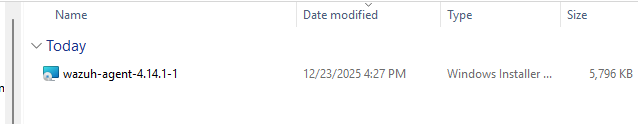 Name Date modified Type Size
Today
wazuh-agent-4.14.1-1 12/23/2025 4:27 PM Windows Installer ... 5,796 KB